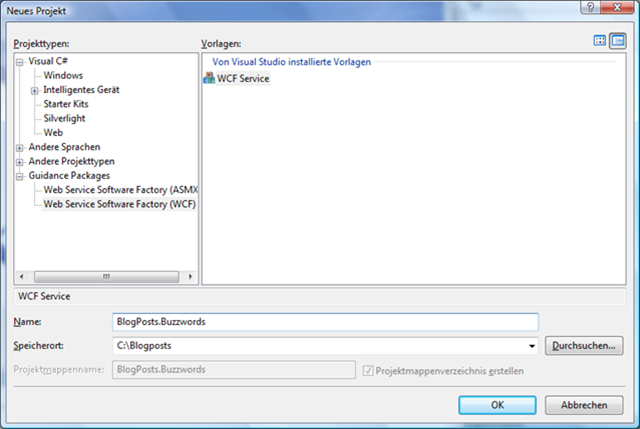 Neues Projekt
Projekttypen:
Vorlagen:
Visual C#
Windows
Intelligentes Gerät
Starter Kits
Silverlight
Web
Andere Sprachen
Andere Projekttypen
Guidance Packages
Web Service Software Factory (ASMX
Web Service Software Factory (WCF)
Von Visual Studio installierte Vorlagen
WCF Service
WCF Service
Name:
BlogPosts.Buzzwords
Speicherort:
C:\Blogposts
Durchsuchen...
Projektmappenname:
BlogPosts.Buzzwords
Projektmappenverzeichnis erstellen
OK
Abbrechen